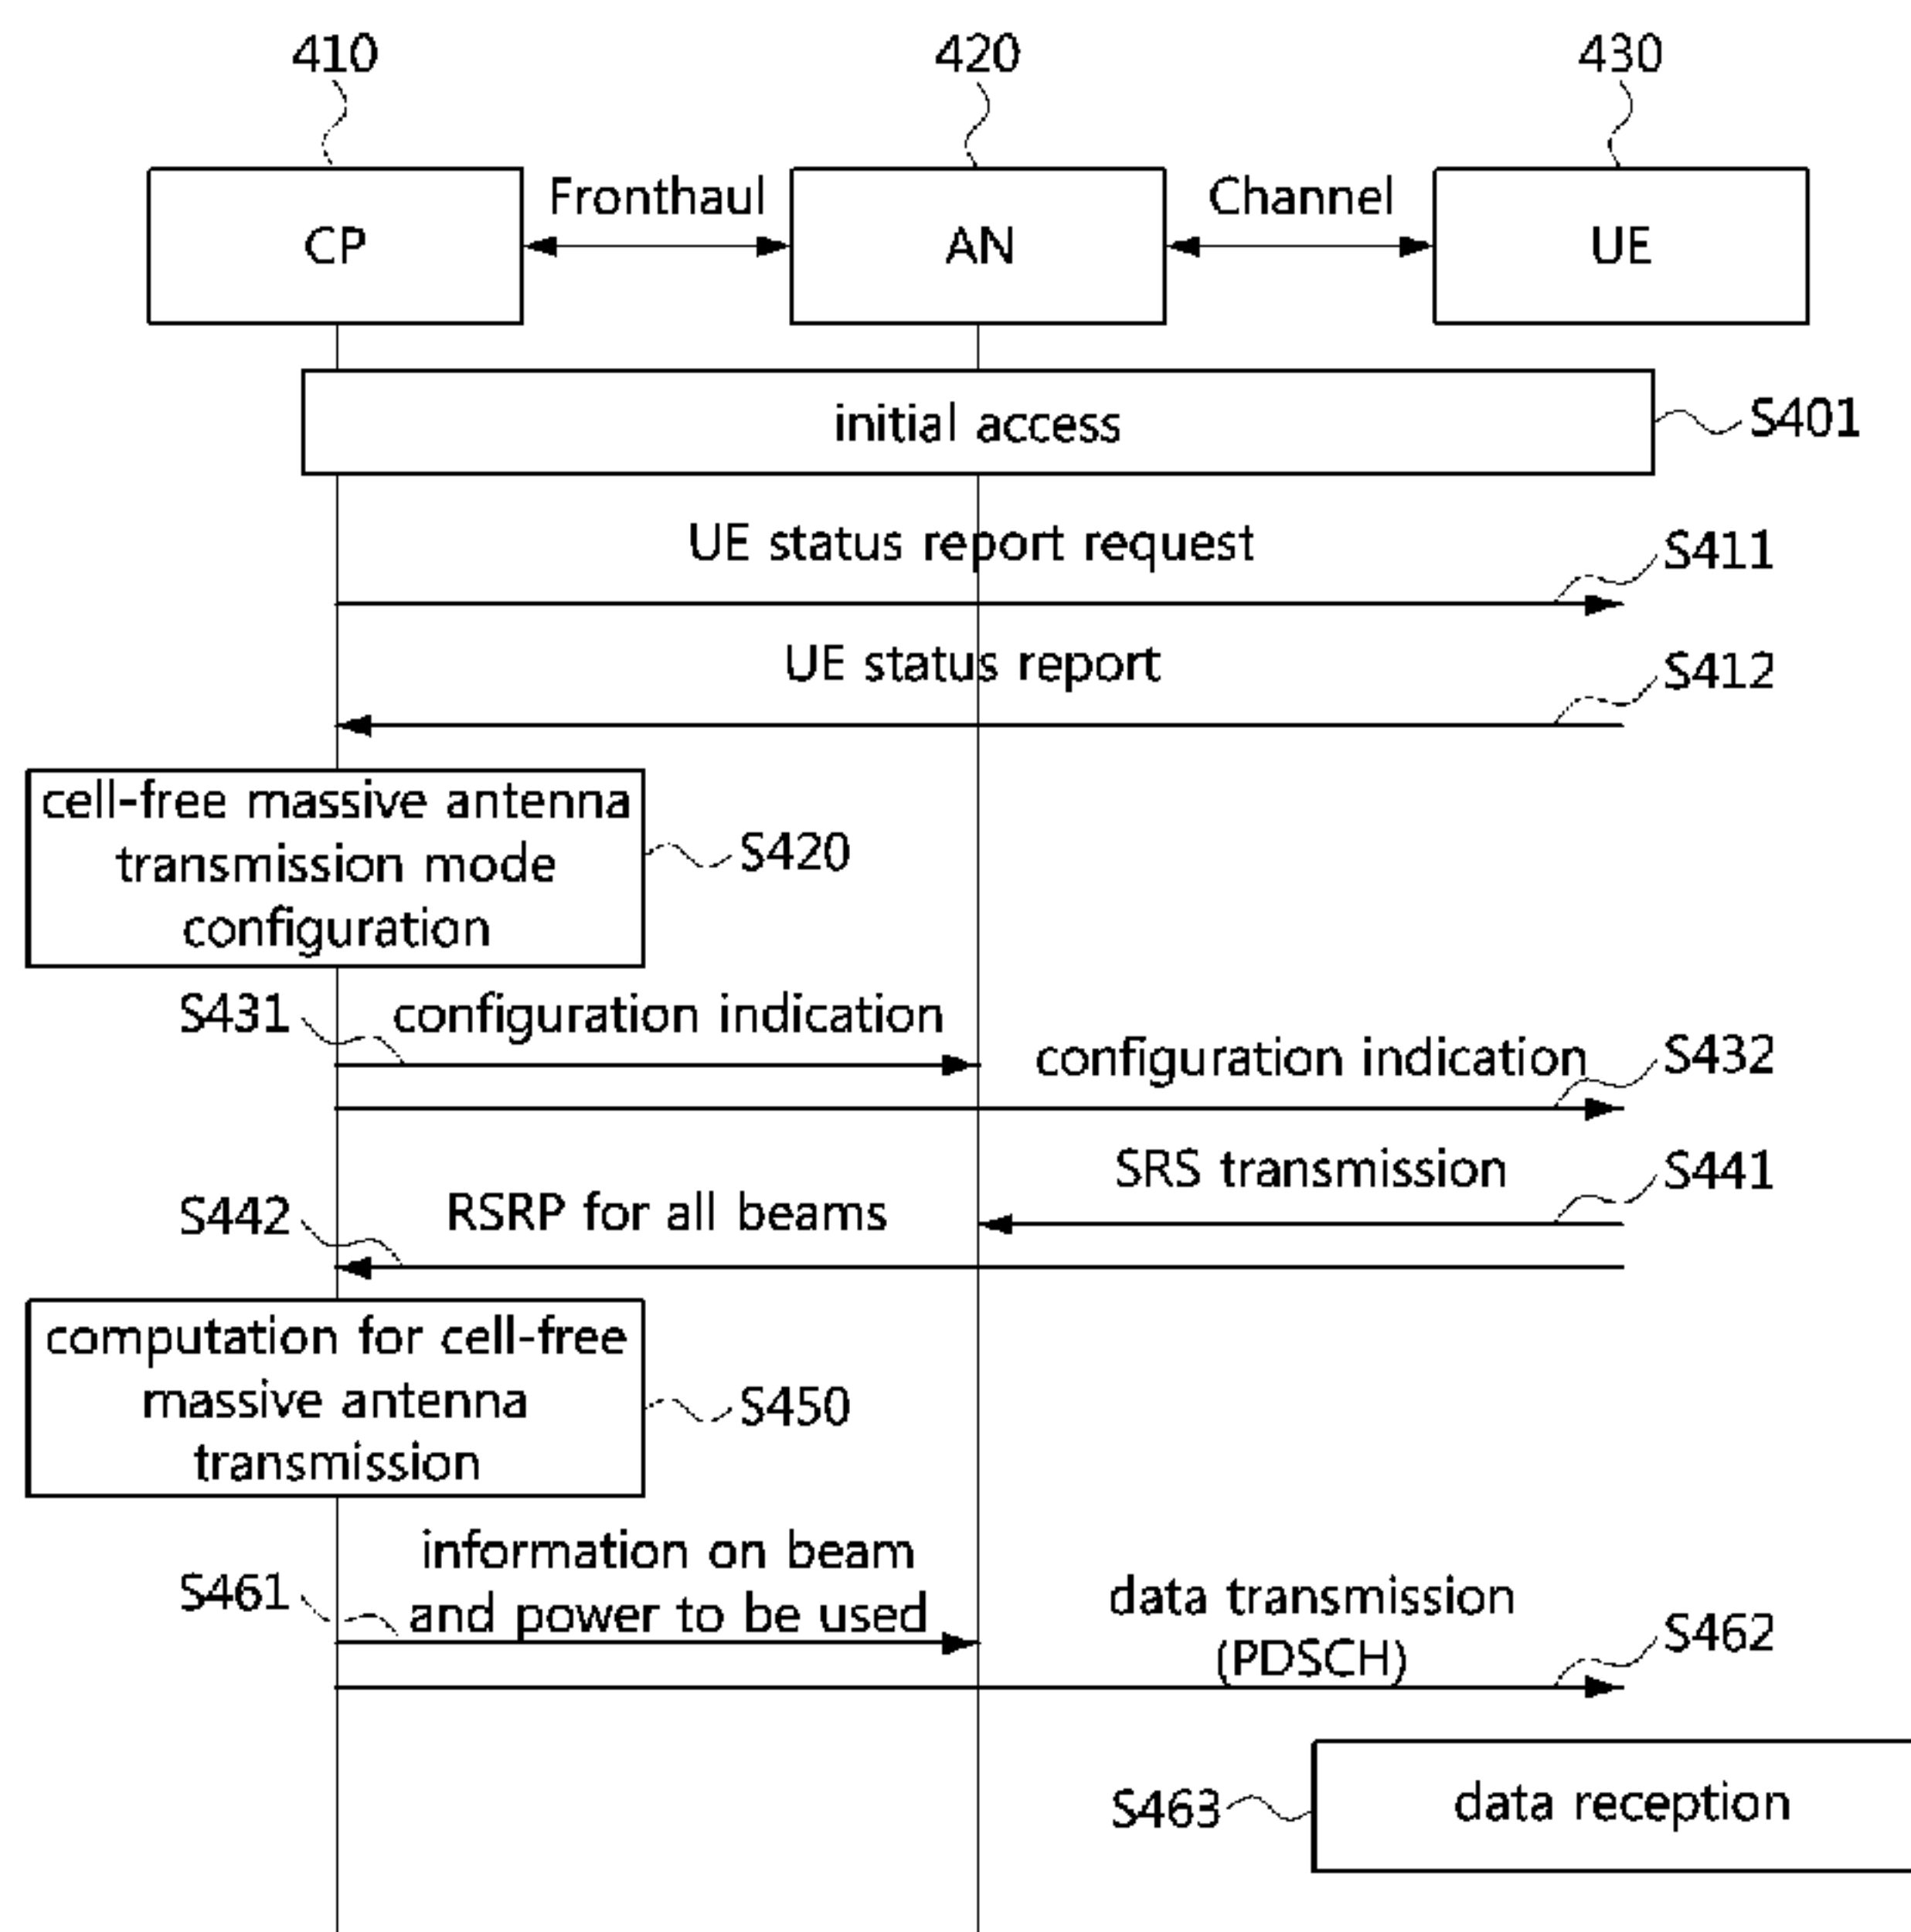 410
420
430
CP
Fronthaul
AN
Channel
UE
initial access
S401
UE status report request
S411
UE status report
S412
cell-free massive antenna
transmission mode
configuration
S420
S431
configuration indication
configuration indication
S432
SRS transmission
S441
S442
RSRP for all beams
computation for cell-free
massive antenna
transmission
S450
S461
information on beam
and power to be used
data transmission
(PDSCH)
S462
S463
data reception